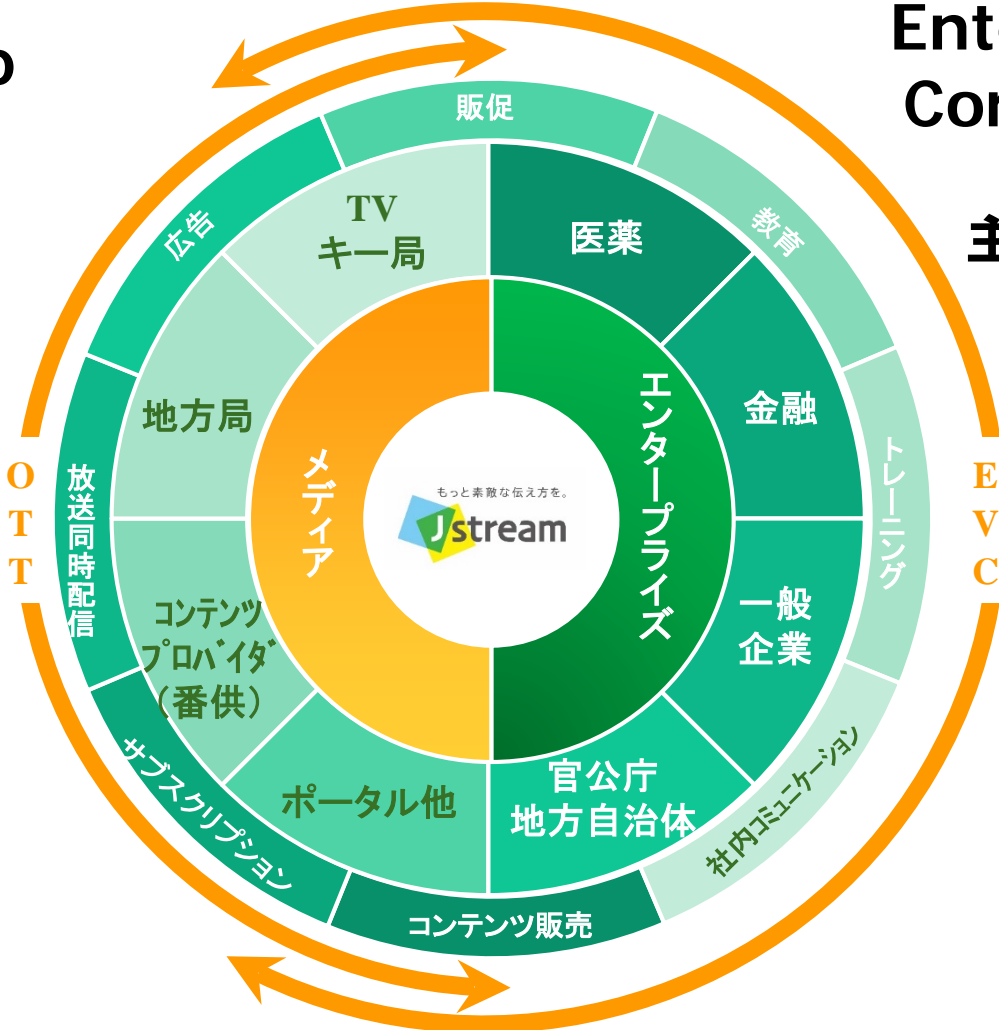 販促
教育
トレーニング
社内コミュニケーション
コンテンツ販売
サブスクリプション
放送同時配信
広告
TV
キー局
医薬
金融
一般
企業
官公庁
地方自治体
ポータル他
コンテンツ
プロバイダ
（番供）
地方局
メディア
エンタープライズ
もっと素敵な伝え方を。
Jstream
OTT
EVC